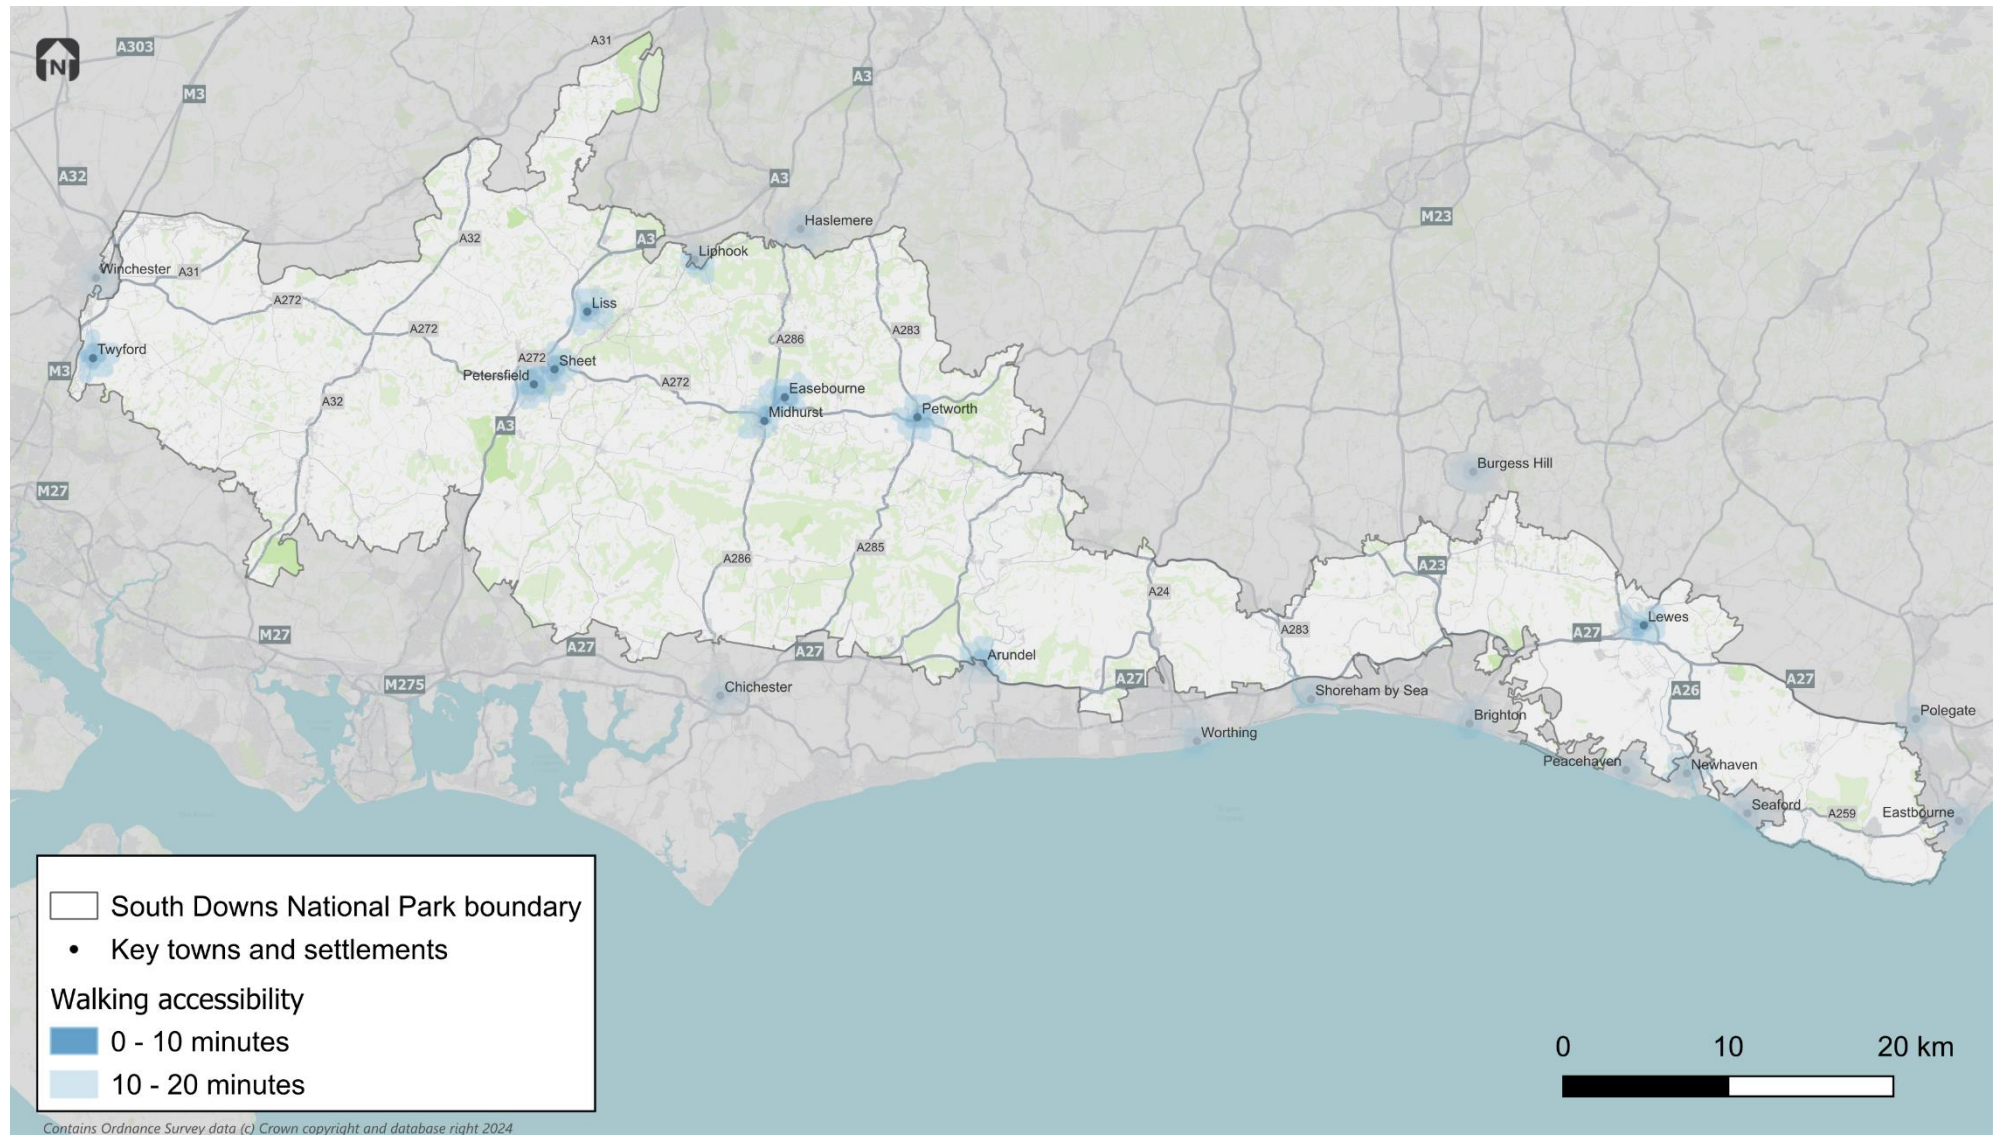 A31
A303
A3
M3
N
A32
A3
M23
Haslemere
A32
A3
Liphook
Winchester
A31
A272
Liss
A272
A283
A286
Twyford
A272
Sheet
M3
Petersfield
A272
Easebourne
A32
Midhurst
Petworth
A3
Burgess Hill
M27
A286
A285
A23
A24
M27
A283
A27
Lewes
A27
A27
Arundel
A27
A27
M275
Chichester
A26
Shoreham by Sea
Polegate
Brighton
Worthing
Peacehaven
Newhaven
Seaford
A259
Eastbourne
South Downs National Park boundary
Key towns and settlements
Walking accessibility
0 - 10 minutes
10 - 20 minutes
0 10 20 km
Contains Ordnance Survey data (c) Crown copyright and database right 2024